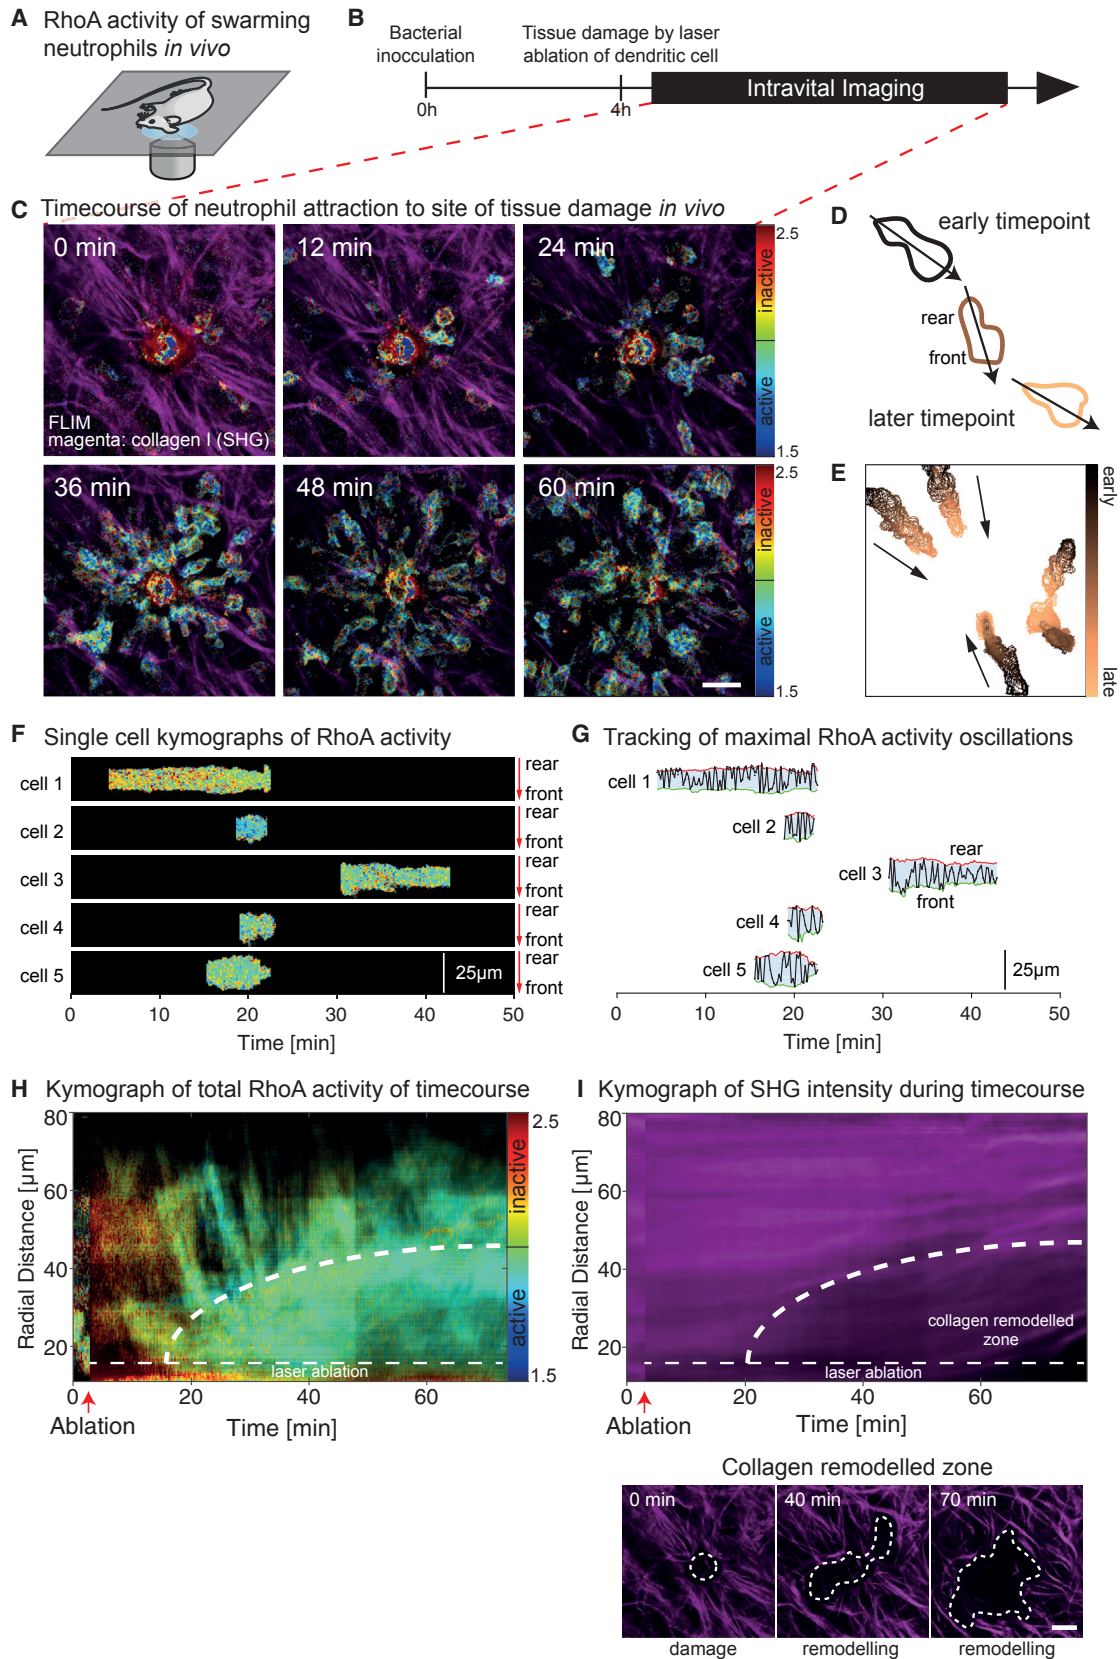 A RhoA activity of swarming
neutrophils in vivo
B
Bacterial
inocculation
Tissue damage by laser
ablation of dendritic cell
Intravital Imaging
0h
4h
C Timecourse of neutrophil attraction to site of tissue damage in vivo
0 min
12 min
24 min
2.5
inactive
active
1.5
FLIM
magenta: collagen I (SHG)
36 min
48 min
60 min
2.5
inactive
active
1.5
D
early timepoint
rear
front
later timepoint
E
early
late
F Single cell kymographs of RhoA activity
cell 1
rear
front
cell 2
rear
front
cell 3
rear
front
cell 4
rear
front
cell 5
25µm
rear
front
0 10 20 30 40 50
Time [min]
G Tracking of maximal RhoA activity oscillations
cell 1
cell 2
cell 3
rear
front
cell 4
cell 5
25µm
0 10 20 30 40 50
Time [min]
H Kymograph of total RhoA activity of timecourse
80
60
40
20
Radial Distance [µm]
2.5
inactive
active
1.5
laser ablation
0 20 40 60
Ablation
Time [min]
I Kymograph of SHG intensity during timecourse
80
60
40
20
Radial Distance [µm]
collagen remodelled
zone
laser ablation
0 20 40 60
Ablation
Time [min]
Collagen remodelled zone
0 min
40 min
70 min
damage
remodelling
remodelling